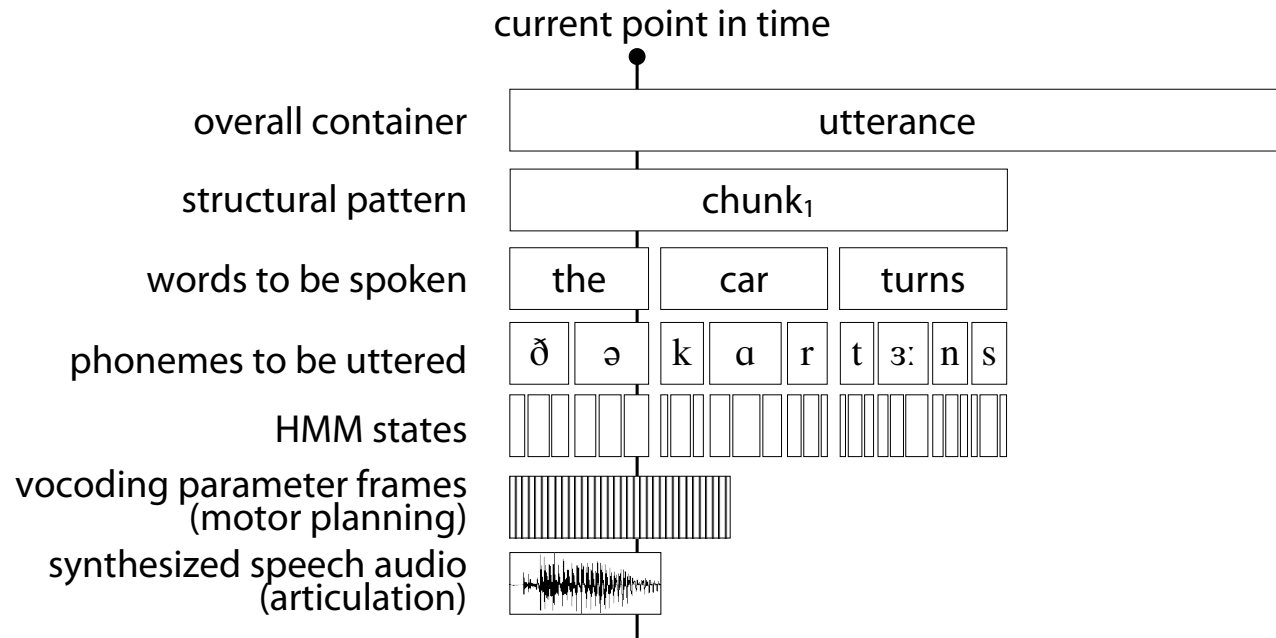 current point in time
overall container
utterance
structural pattern
chunk₁
words to be spoken
the car turns
phonemes to be uttered
ð ə k ɑ r t ɜː n s
HMM states
vocoding parameter frames
(motor planning)
synthesized speech audio
(articulation)